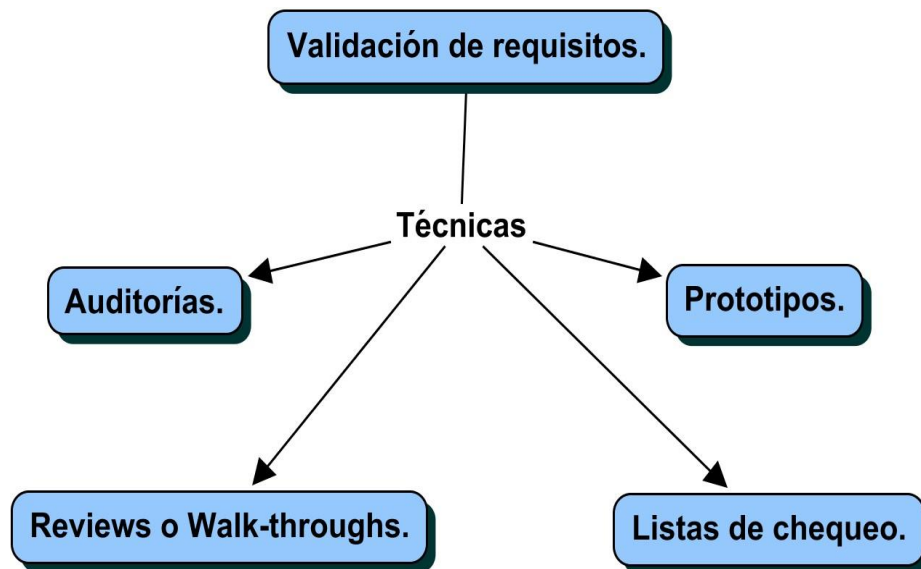 Validación de requisitos.
Técnicas
Auditorías.
Prototipos.
Reviews o Walk-throughs.
Listas de chequeo.